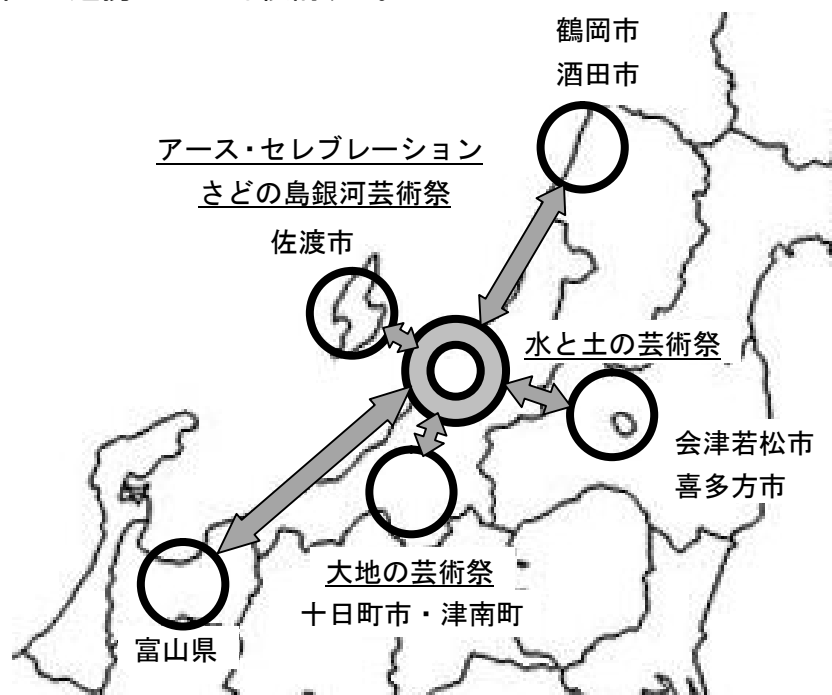 鶴岡市
酒田市
アース・セレブレーション
さどの島銀河芸術祭
佐渡市
水と土の芸術祭
会津若松市
喜多方市
大地の芸術祭
十日町市・津南町
富山県